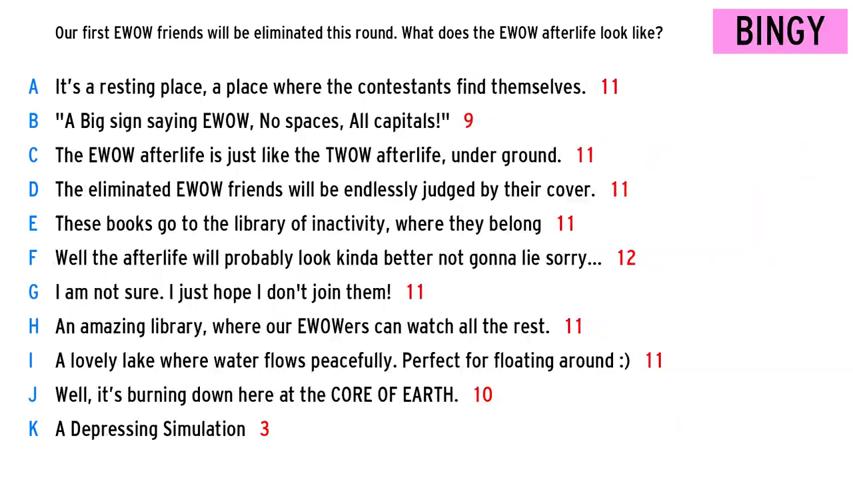 Our first EWOW friends will be eliminated this round. What does the EWOW afterlife look like?
BINGY
A It's a resting place, a place where the contestants find themselves. 11
B "A Big sign saying EWOW, No spaces, All capitals!" 9
C The EWOW afterlife is just like the TWOW afterlife, under ground. 11
D The eliminated EWOW friends will be endlessly judged by their cover. 11
E These books go to the library of inactivity, where they belong 11
F Well the afterlife will probably look kinda better not gonna lie sorry... 12
G I am not sure. I just hope I don't join them! 11
H An amazing library, where our EWOWers can watch all the rest. 11
I A lovely lake where water flows peacefully. Perfect for floating around :) 11
J Well, it's burning down here at the CORE OF EARTH. 10
K A Depressing Simulation 3